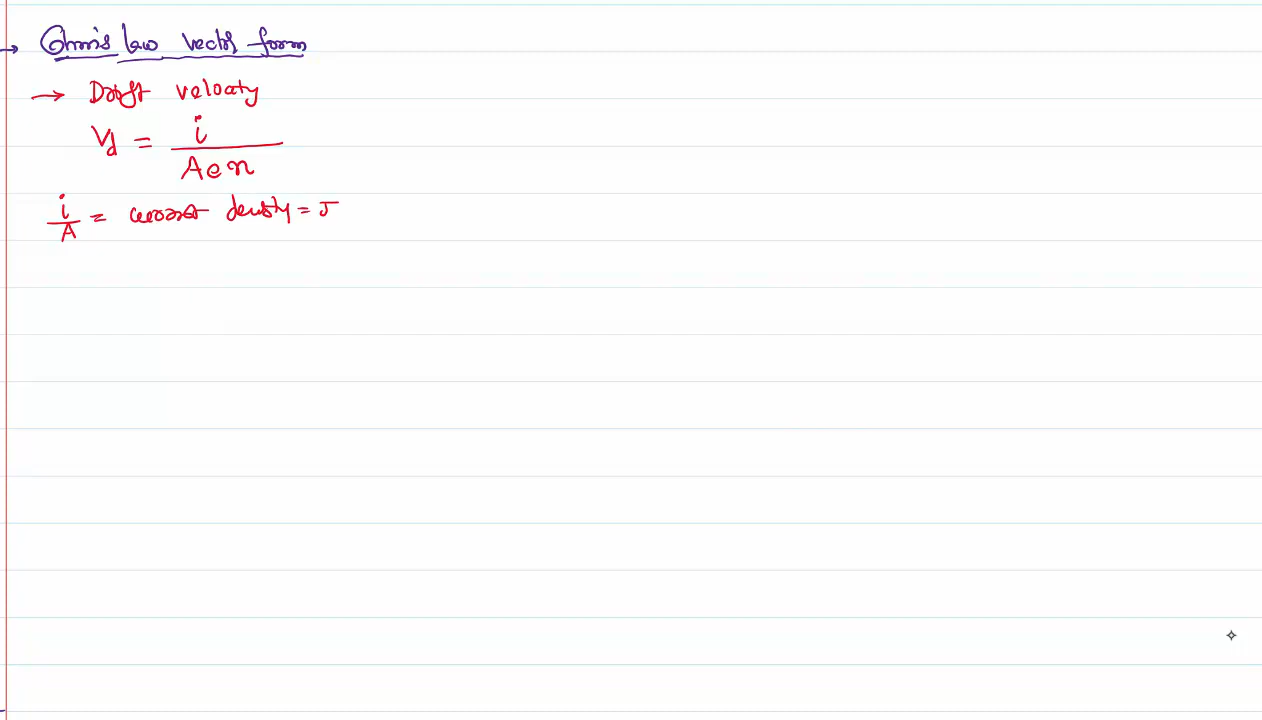 → Ohm's law vector form
→ Drift velocity
Vd = i / Aen
i/A = current density = J